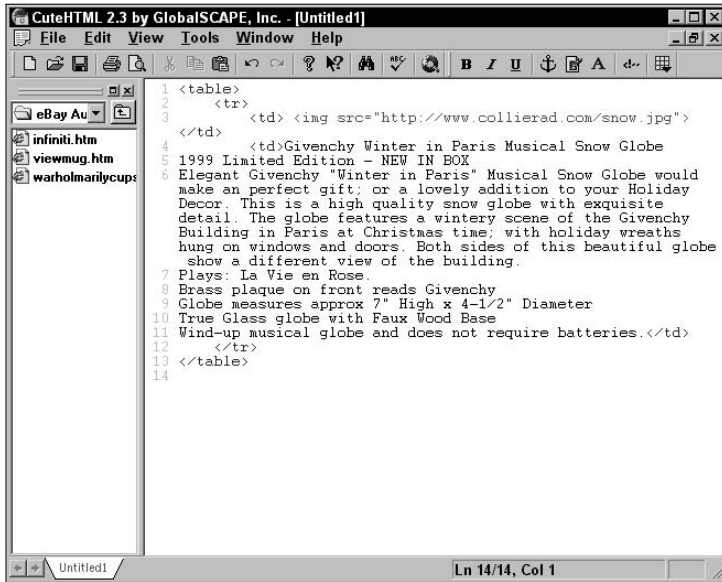 CuteHTML 2.3 by GlobalSCAPE, Inc. - [Untitled1]
File Edit View Tools Window Help
ABC B I U A d--
eBay Au
infiniti.htm
viewmug.htm
warholmarilycups
1 <table>
2 <tr>
3 <td> <img src="http://www.collierad.com/snow.jpg">
</td>
4 <td>Givenchy Winter in Paris Musical Snow Globe
5 1999 Limited Edition - NEW IN BOX
6 Elegant Givenchy "Winter in Paris" Musical Snow Globe would
make an perfect gift; or a lovely addition to your Holiday
Decor. This is a high quality snow globe with exquisite
detail. The globe features a wintery scene of the Givenchy
Building in Paris at Christmas time; with holiday wreaths
hung on windows and doors. Both sides of this beautiful globe
show a different view of the building.
7 Plays: La Vie en Rose.
8 Brass plaque on front reads Givenchy
9 Globe measures approx 7" High x 4-1/2" Diameter
10 True Glass globe with Faux Wood Base
11 Wind-up musical globe and does not require batteries.</td>
12 </tr>
13 </table>
14
Untitled1
Ln 14/14, Col 1